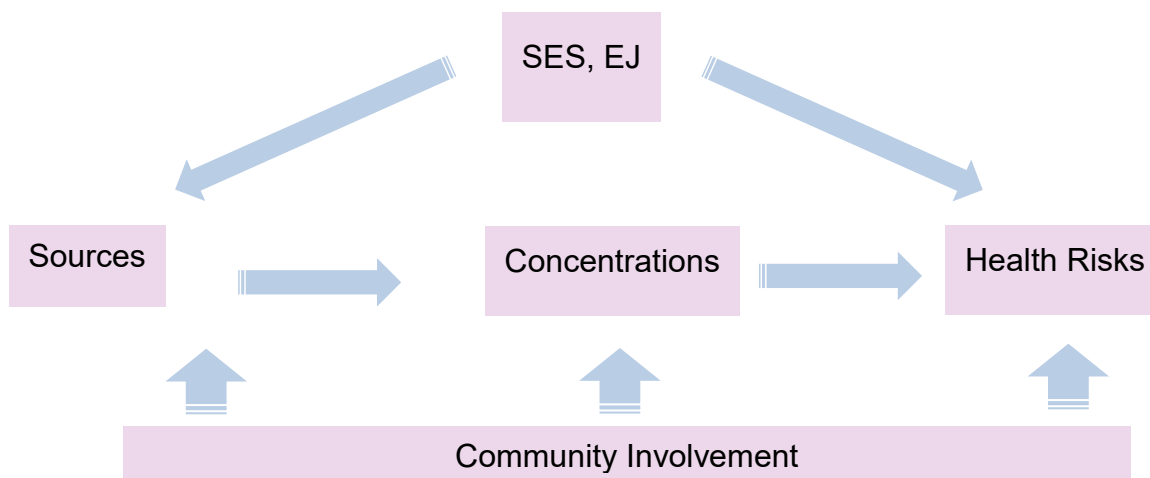 SES, EJ
Sources
Concentrations
Health Risks
Community Involvement